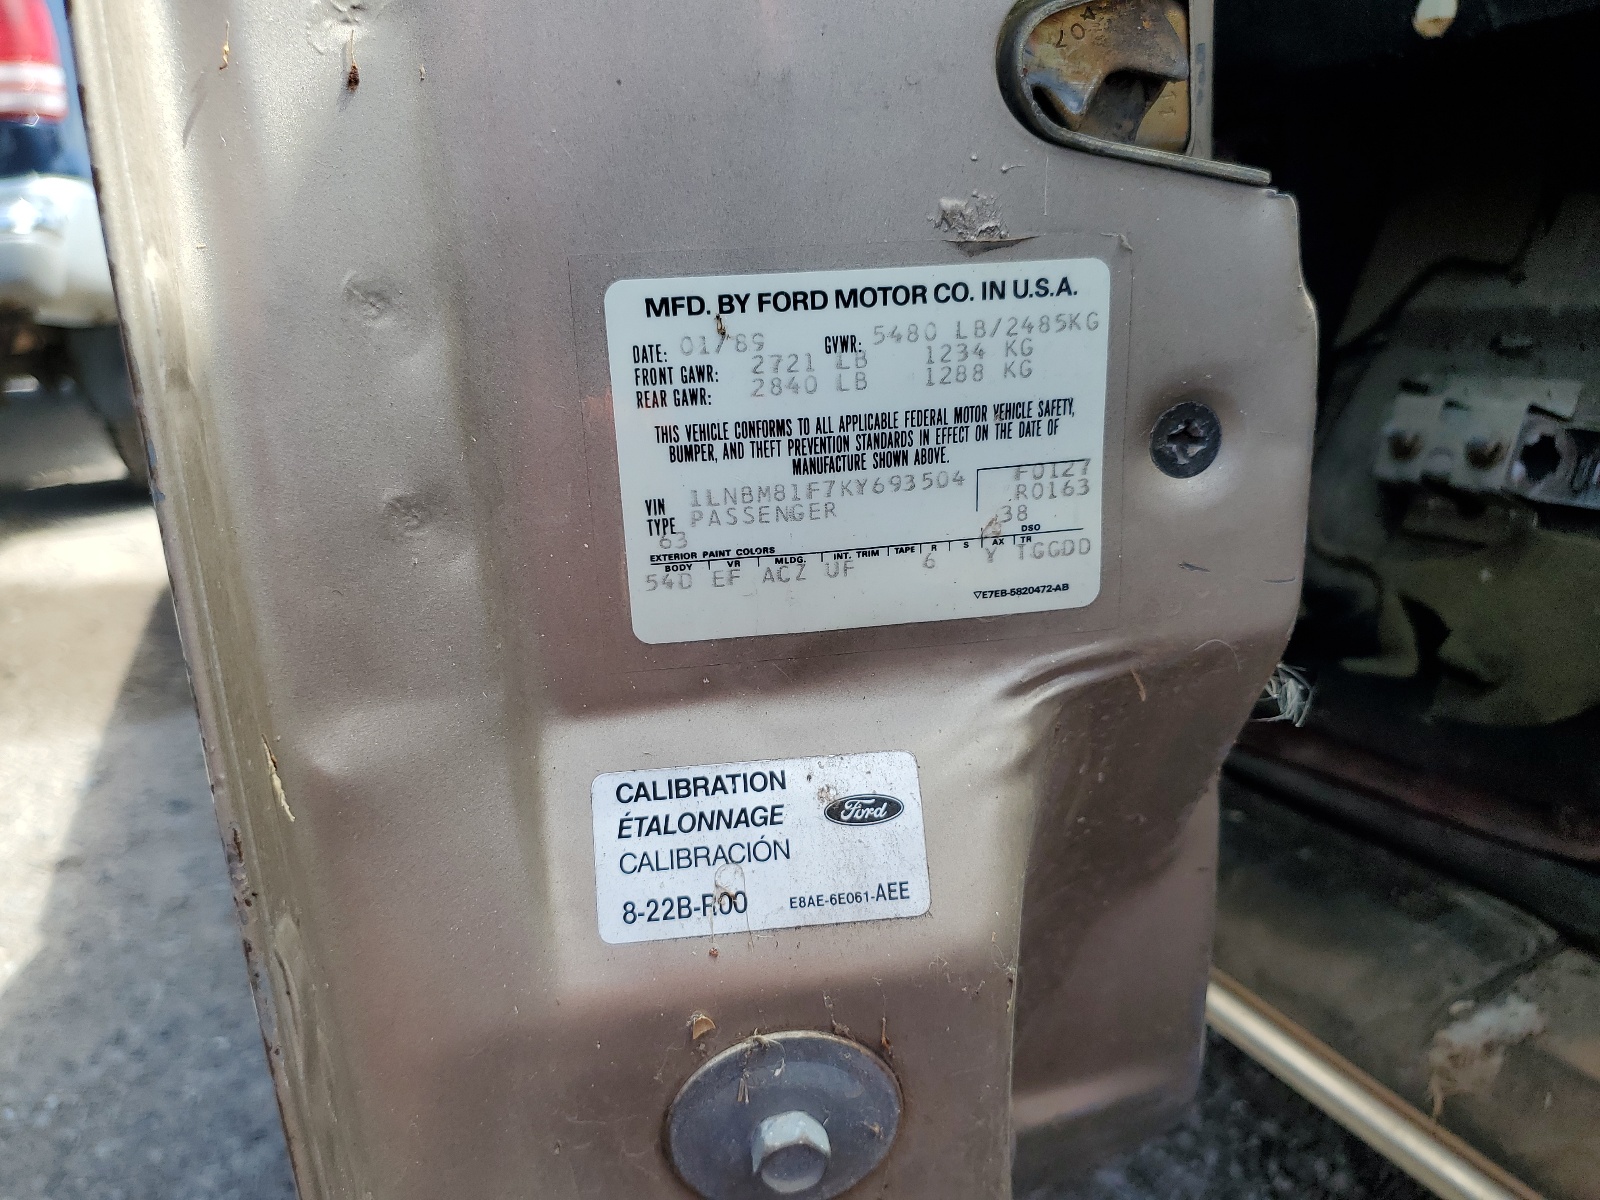 704
MFD. BY FORD MOTOR CO. IN U.S.A.
DATE: 01/89 GVWR: 5480 LB/2485KG
FRONT GAWR: 2721 LB 1234 KG
REAR GAWR: 2840 LB 1288 KG
THIS VEHICLE CONFORMS TO ALL APPLICABLE FEDERAL MOTOR VEHICLE SAFETY,
BUMPER, AND THEFT PREVENTION STANDARDS IN EFFECT ON THE DATE OF
MANUFACTURE SHOWN ABOVE.
F0127
VIN 1LNBM81F7KY693504 R0163
TYPE PASSENGER 38
63 DSO
EXTERIOR PAINT COLORS
BODY VR MLDG. INT. TRIM TAPE R S AX TR
54D EF ACZ UF 6 Y TGGDD
▽E7EB-5820472-AB
CALIBRATION
ÉTALONNAGE
CALIBRACIÓN
Ford
8-22B-R00 E8AE-6E061-AEE